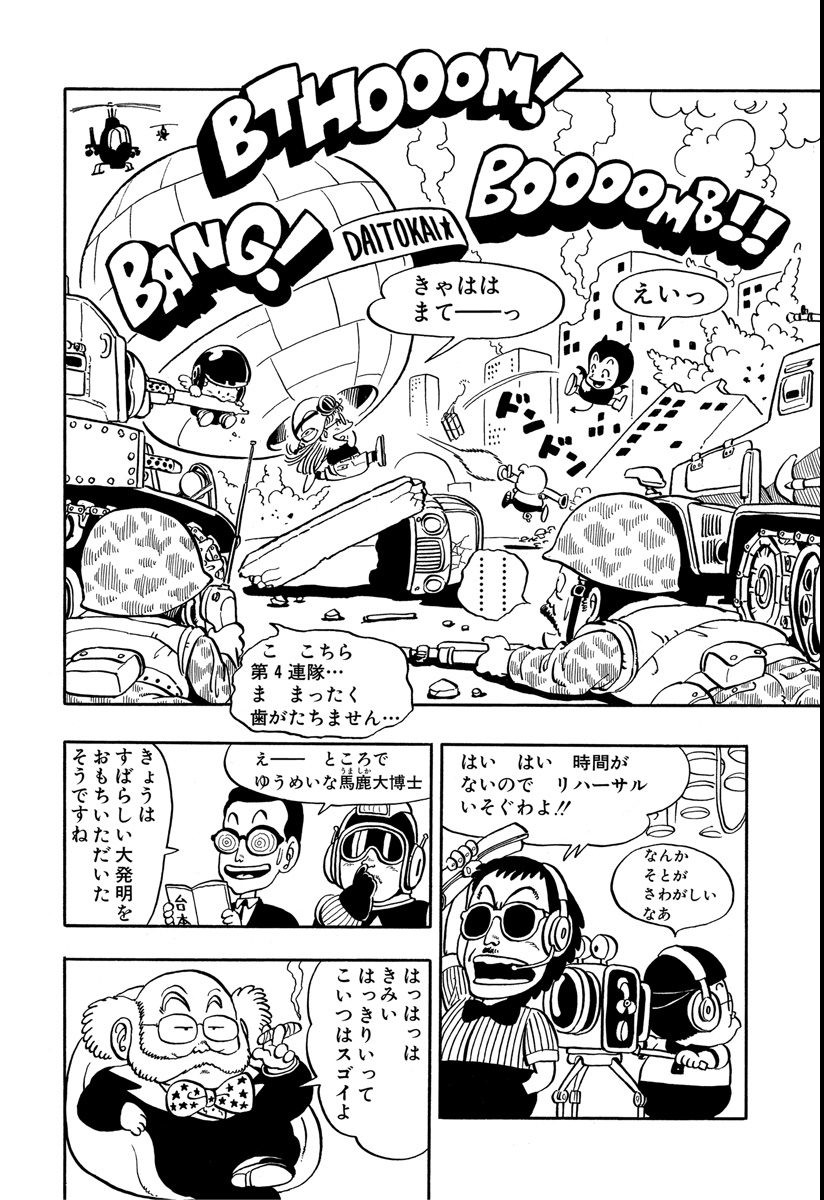 BTHOOOM!
BOOOOMB!!
BANG!
DAITOKAI★
えいっ
きゃはは
まて──っ
ドンドンドン
………
こ こちら
第4連隊…
ま まったく
歯がたちません…
はい はい 時間が
ないので リハーサル
いそぐわよ!!
なんか
そとが
さわがしい
なあ
えー── ところで
ゆうめいな馬鹿大博士
うましか
きょうは
すばらしい大発明を
おもちいただいた
そうですね
台本
はっはっは
きみい
はっきりいって
こいつはスゴイよ